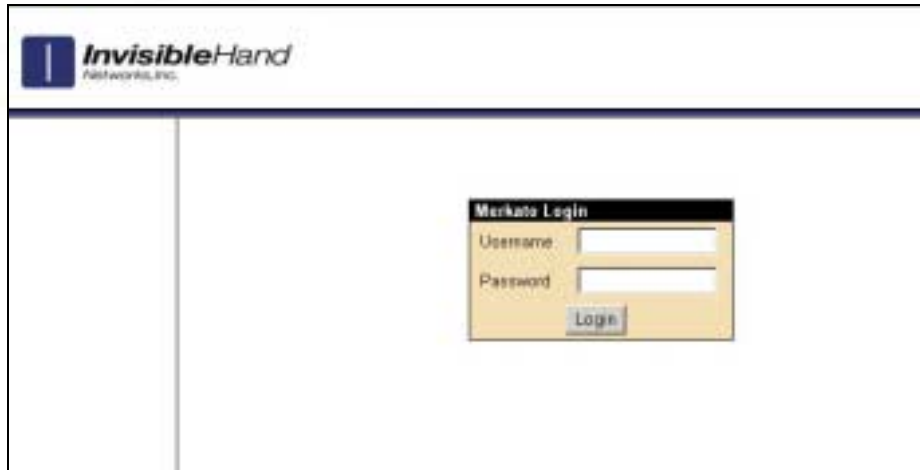 InvisibleHand
Networks, Inc.
Merkato Login
Username
Password
Login